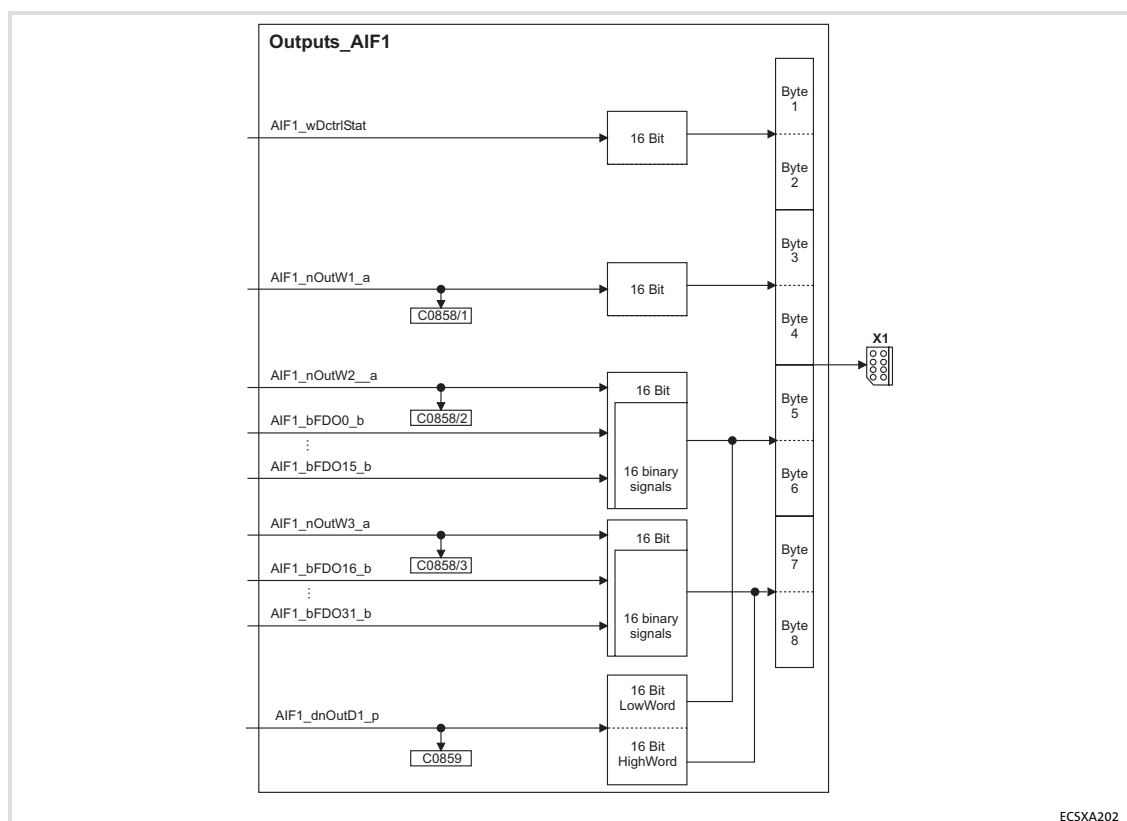 Outputs_AIF1
AIF1_wDctrlStat
16 Bit
Byte
1
Byte
2
AIF1_nOutW1_a
C0858/1
16 Bit
Byte
3
Byte
4
X1
AIF1_nOutW2__a
C0858/2
AIF1_bFDO0_b
⋮
AIF1_bFDO15_b
16 Bit
16 binary
signals
Byte
5
Byte
6
AIF1_nOutW3_a
C0858/3
AIF1_bFDO16_b
⋮
AIF1_bFDO31_b
16 Bit
16 binary
signals
Byte
7
Byte
8
AIF1_dnOutD1_p
C0859
16 Bit
LowWord
16 Bit
HighWord
ECSXA202